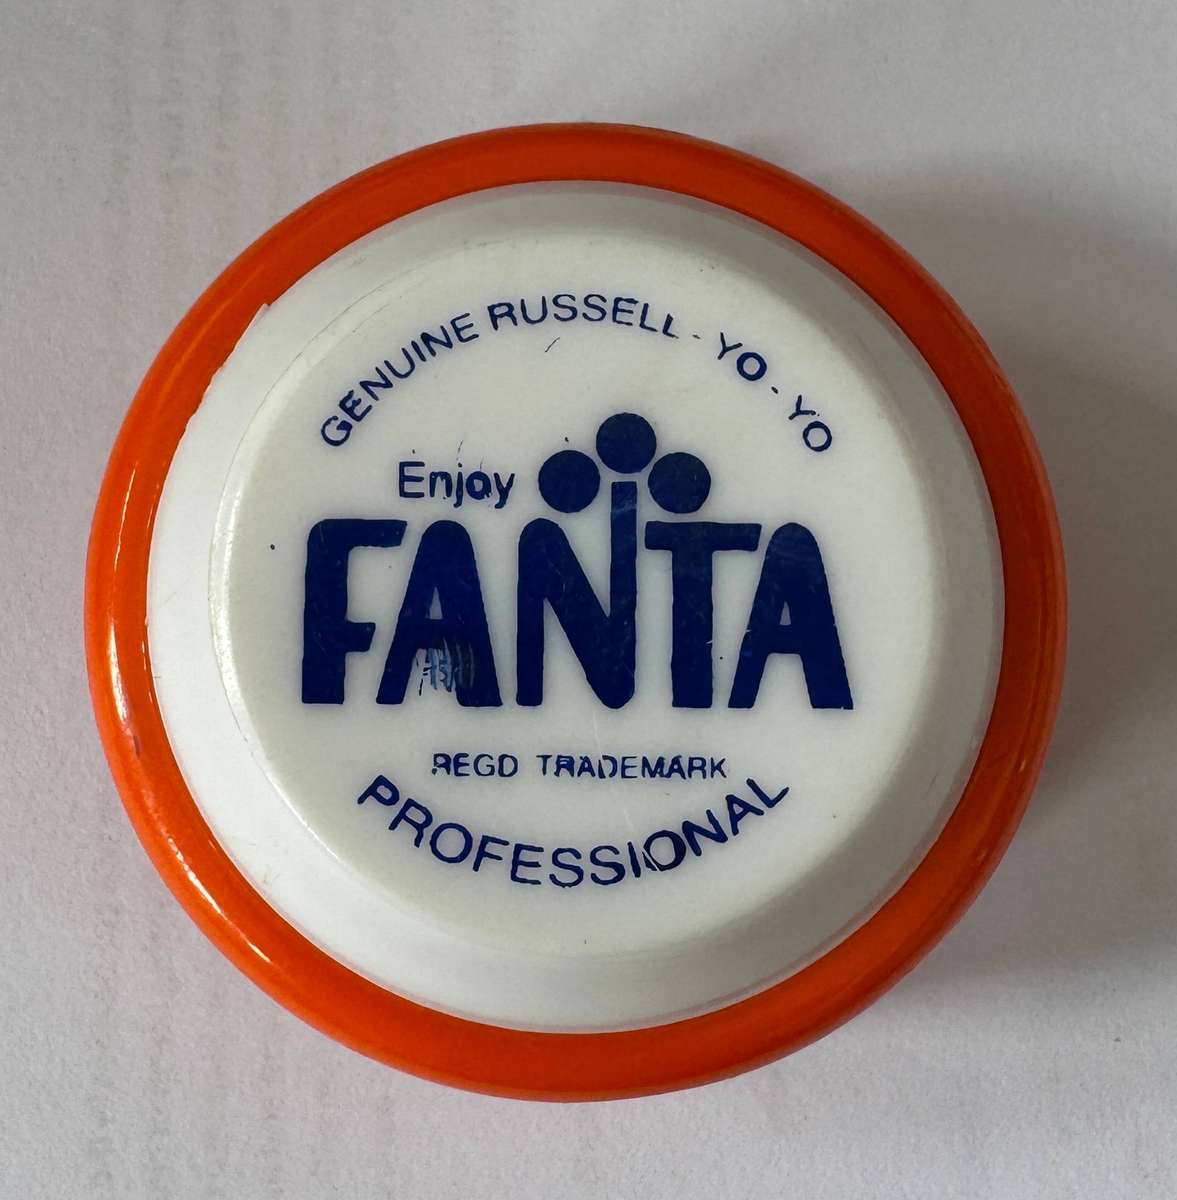 GENUINE RUSSELL - YO - YO
Enjoy
FANTA
REGD TRADEMARK
PROFESSIONAL